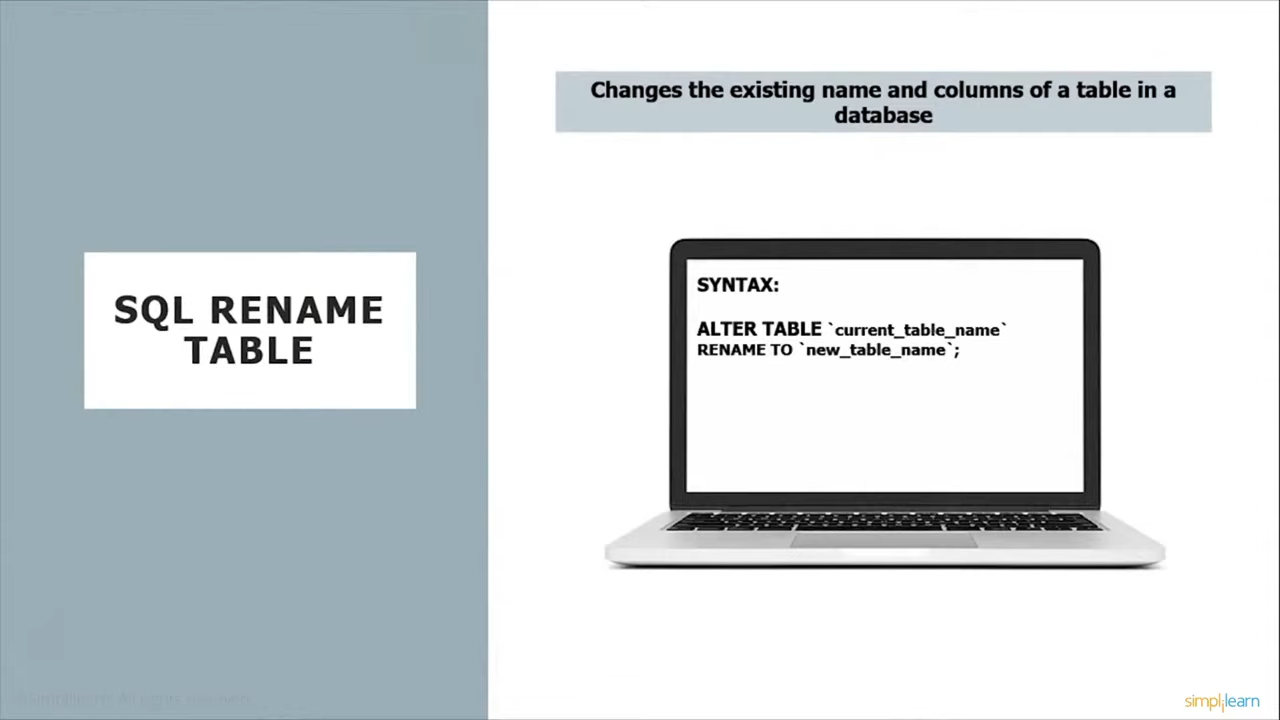 Changes the existing name and columns of a table in a
database
SQL RENAME
TABLE
SYNTAX:
ALTER TABLE `current_table_name`
RENAME TO `new_table_name`;
simplilearn